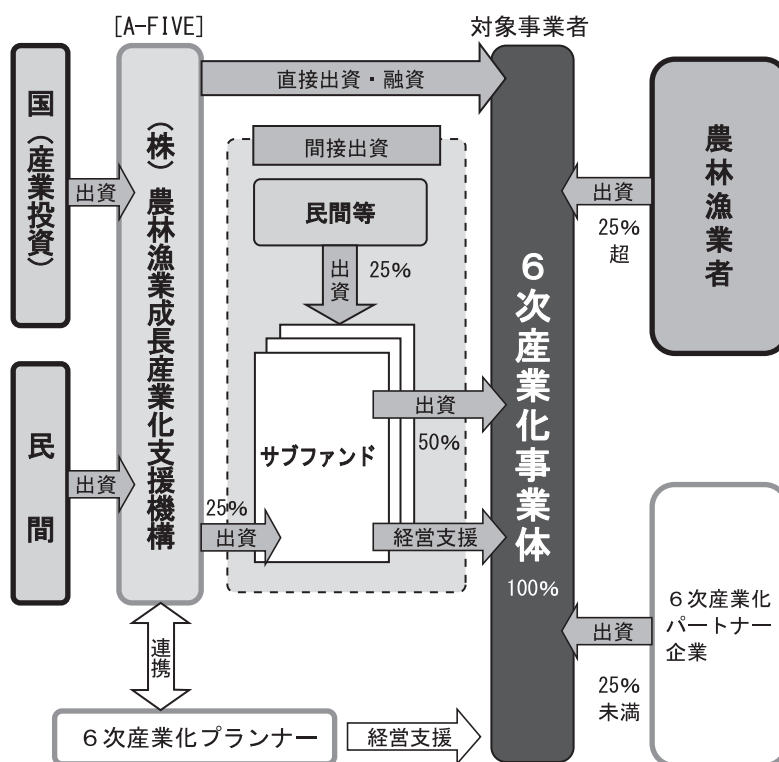 [A-FIVE]
対象事業者
国（産業投資）
出資
民間
出資
（株）農林漁業成長産業化支援機構
直接出資・融資
間接出資
民間等
出資
25%
サブファンド
25%
出資
出資
50%
経営支援
６次産業化事業体
100%
農林漁業者
出資
25%
超
６次産業化
パートナー
企業
出資
25%
未満
連携
６次産業化プランナー
経営支援